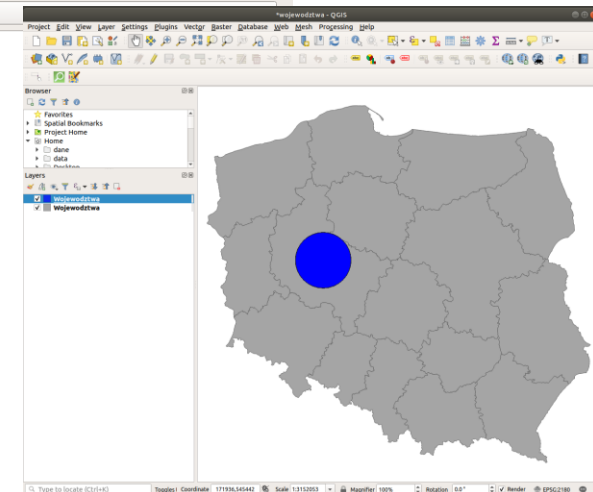 *wojewodztwa - QGIS
Project Edit View Layer Settings Plugins Vector Raster Database Web Mesh Processing Help
Browser
Favorites
Spatial Bookmarks
Project Home
Home
dane
data
Desktop
Layers
Wojewodztwa
Wojewodztwa
Type to locate (Ctrl+K) Toggles l Coordinate 171936,545442 Scale 1:3152053 Magnifier 100% Rotation 0.0° Render EPSG:2180